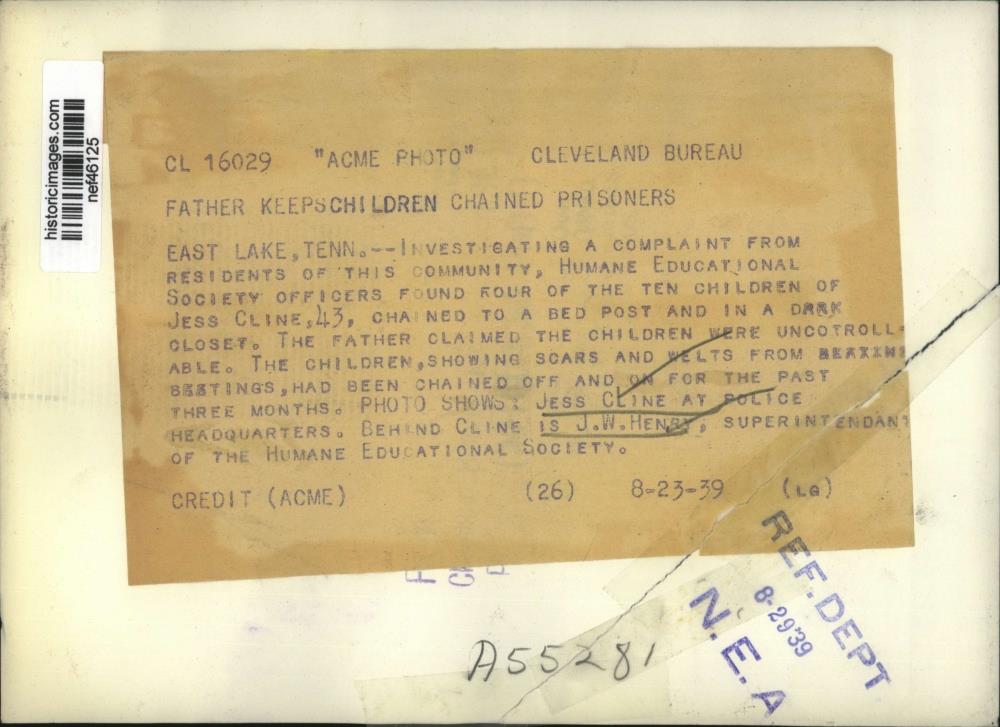 historicimages.com
nef46125
CL 16029 "ACME PHOTO" CLEVELAND BUREAU
FATHER KEEPSCHILDREN CHAINED PRISONERS
EAST LAKE, TENN.--INVESTIGATING A COMPLAINT FROM
RESIDENTS OF THIS COMMUNITY, HUMANE EDUCATIONAL
SOCIETY OFFICERS FOUND FOUR OF THE TEN CHILDREN OF
JESS CLINE,43, CHAINED TO A BED POST AND IN A DARK
CLOSET. THE FATHER CLAIMED THE CHILDREN WERE UNCOTROLL-
ABLE. THE CHILDREN,SHOWING SCARS AND WELTS FROM
BEETINGS,HAD BEEN CHAINED OFF AND ON FOR THE PAST
THREE MONTHS. PHOTO SHOWS: JESS CLINE AT POLICE
HEADQUARTERS. BEHIND CLINE IS J.W.HENRY, SUPERINTENDANT
OF THE HUMANE EDUCATIONAL SOCIETY.
CREDIT (ACME) (26) 8-23-39 (LG)
REF.DEPT
8-29'39
N.E.A
A55281